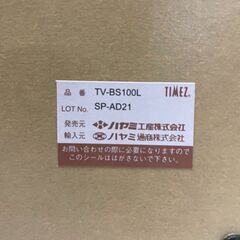 品番 TV-BS100L TIMEZ
LOT No. SP-AD21
発売元 ハヤミ工産株式会社
輸入元 ハヤミ通商株式会社
お問い合わせの際に必要になりますので
このシールははがさないで下さい。